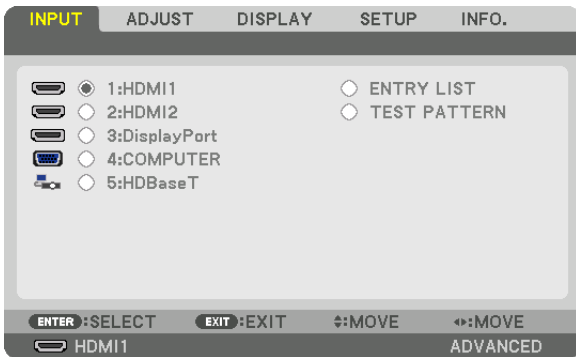 INPUT ADJUST DISPLAY SETUP INFO.
1:HDMI1 ENTRY LIST
2:HDMI2 TEST PATTERN
3:DisplayPort
4:COMPUTER
5:HDBaseT
ENTER :SELECT EXIT :EXIT :MOVE :MOVE
HDMI1 ADVANCED